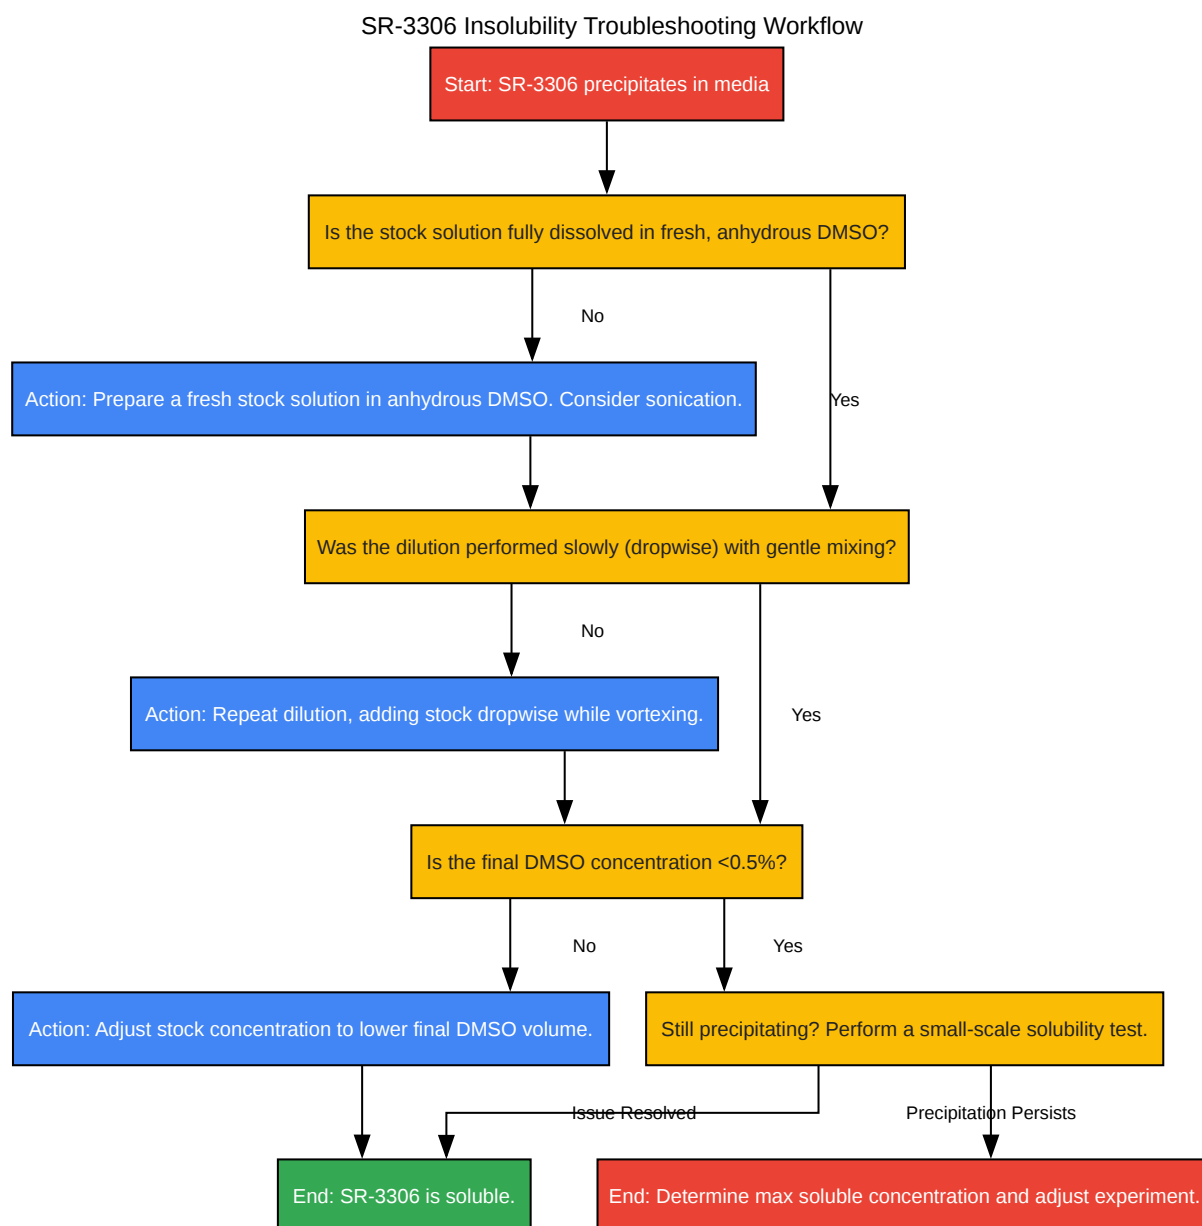 SR-3306 Insolubility Troubleshooting Workflow
Start: SR-3306 precipitates in media
Is the stock solution fully dissolved in fresh, anhydrous DMSO?
No
Action: Prepare a fresh stock solution in anhydrous DMSO. Consider sonication.
Yes
Was the dilution performed slowly (dropwise) with gentle mixing?
No
Action: Repeat dilution, adding stock dropwise while vortexing.
Yes
Is the final DMSO concentration <0.5%?
No
Yes
Action: Adjust stock concentration to lower final DMSO volume.
Still precipitating? Perform a small-scale solubility test.
Issue Resolved
Precipitation Persists
End: SR-3306 is soluble.
End: Determine max soluble concentration and adjust experiment.